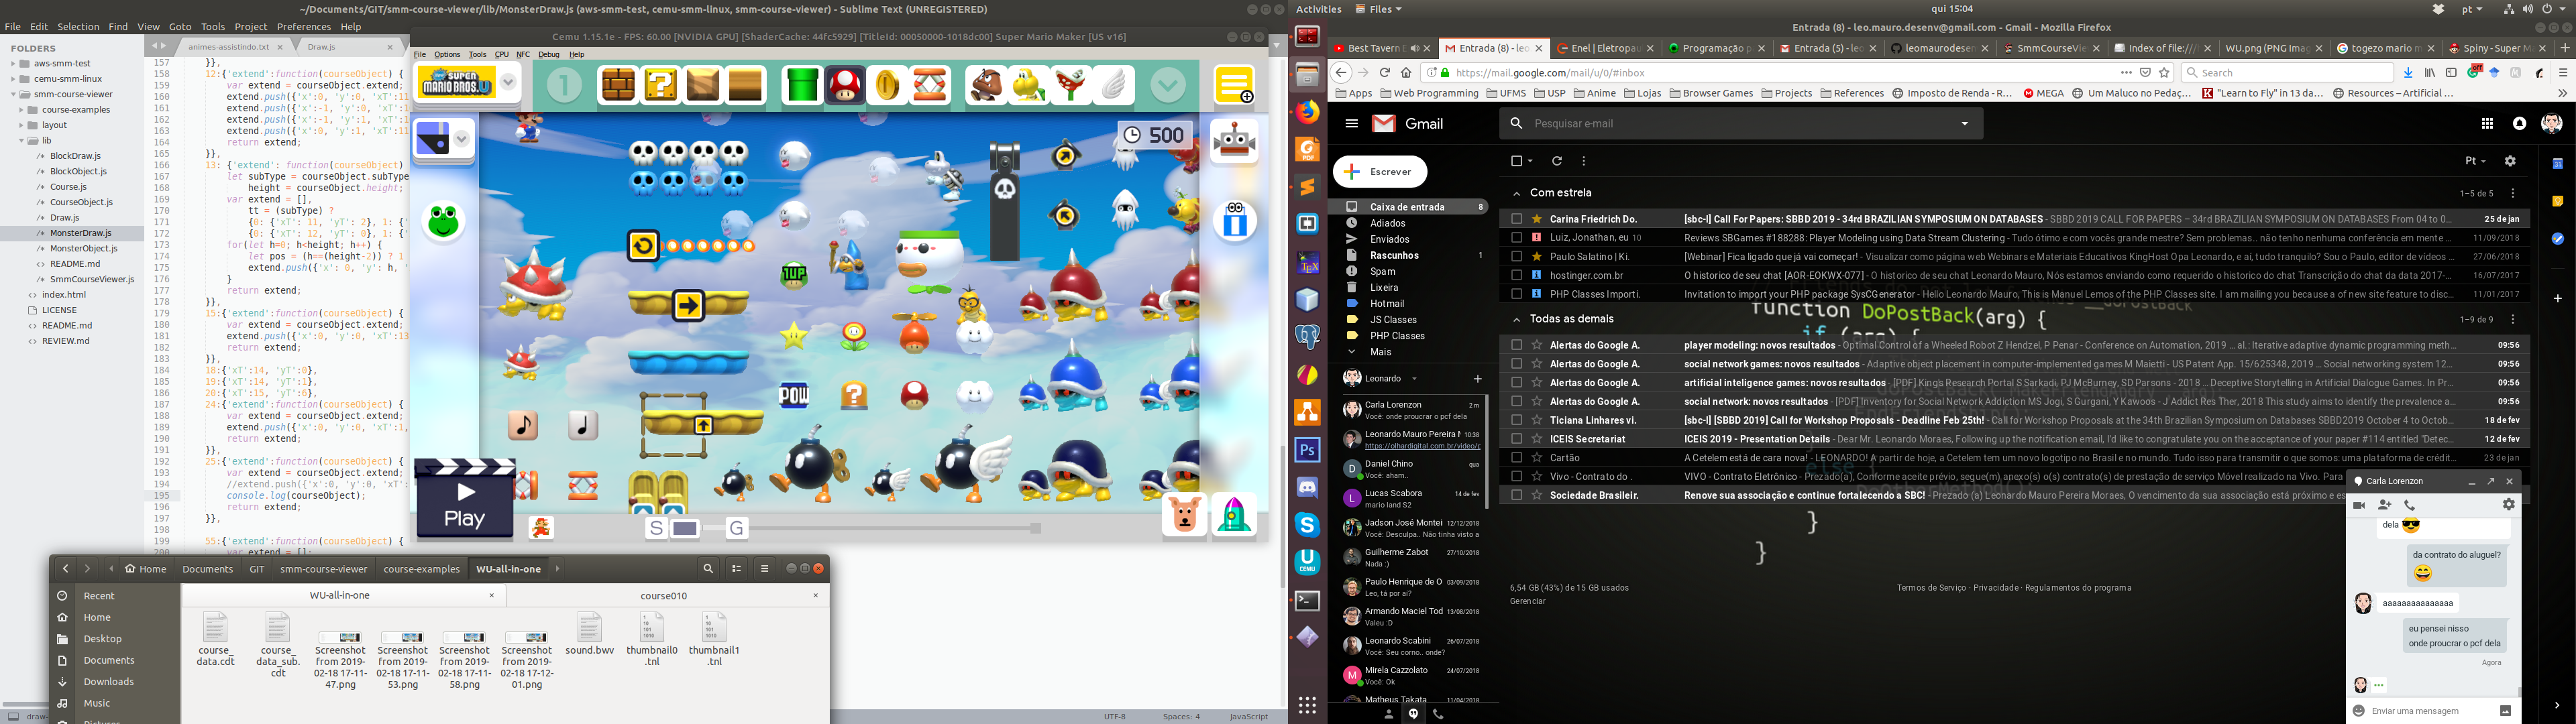 ~/Documents/GIT/smm-course-viewer/lib/MonsterDraw.js (aws-smm-test, cemu-smm-linux, smm-course-viewer) - Sublime Text (UNREGISTERED)
File Edit Selection Find View Goto Tools Project Preferences Help
FOLDERS
aws-smm-test
cemu-smm-linux
smm-course-viewer
course-examples
layout
lib
BlockDraw.js
BlockObject.js
Course.js
CourseObject.js
Draw.js
MonsterDraw.js
MonsterObject.js
README.md
SmmCourseViewer.js
index.html
LICENSE
README.md
REVIEW.md
animes-assistindo.txt
Draw.js
157 }},
158 12:{'extend':function(courseObject) {
159 var extend = courseObject.extend;
160 extend.push({'x':0, 'y':0, 'xT':11
161 extend.push({'x':-1, 'y':0, 'xT':1
162 extend.push({'x':-1, 'y':1, 'xT':1
163 extend.push({'x':0, 'y':1, 'xT':11
164 return extend;
165 }},
166 13: {'extend': function(courseObject)
167 let subType = courseObject.subType
168 height = courseObject.height;
169 var extend = [],
170 tt = (subType) ?
171 {0: {'xT': 11, 'yT': 2}, 1: {'
172 {0: {'xT': 12, 'yT': 0}, 1: {'
173 for(let h=0; h<height; h++) {
174 let pos = (h==(height-2)) ? 1
175 extend.push({'x': 0, 'y': h, '
176 }
177 return extend;
178 }},
179 15:{'extend':function(courseObject) {
180 var extend = courseObject.extend;
181 extend.push({'x':0, 'y':0, 'xT':13
182 return extend;
183 }},
184 18:{'xT':14, 'yT':0},
185 19:{'xT':14, 'yT':1},
186 20:{'xT':15, 'yT':6},
187 24:{'extend':function(courseObject) {
188 var extend = courseObject.extend;
189 extend.push({'x':0, 'y':0, 'xT':1,
190 return extend;
191 }},
192 25:{'extend':function(courseObject) {
193 var extend = courseObject.extend;
194 //extend.push({'x':0, 'y':0, 'xT':
195 console.log(courseObject);
196 return extend;
197 }},
198
199 55:{'extend':function(courseObject) {
200 var extend = [];
Cemu 1.15.1e - FPS: 60.00 [NVIDIA GPU] [ShaderCache: 44fc5929] [TitleId: 00050000-1018dc00] Super Mario Maker [US v16]
File Options Tools CPU NFC Debug Help
NEW SUPER MARIO BROS. U
1
500
1UP
POW
Play
S G
Home Documents GIT smm-course-viewer course-examples WU-all-in-one
Recent
Home
Desktop
Documents
Downloads
Music
WU-all-in-one
course010
course_data.cdt
course_data_sub.cdt
Screenshot from 2019-02-18 17-11-47.png
Screenshot from 2019-02-18 17-11-53.png
Screenshot from 2019-02-18 17-11-58.png
Screenshot from 2019-02-18 17-12-01.png
sound.bwv
thumbnail0.tnl
thumbnail1.tnl
UTF-8 Spaces: 4 JavaScript
Activities Files
qui 15:04
pt
Entrada (8) - leo.mauro.desenv@gmail.com - Gmail - Mozilla Firefox
Best Tavern
Entrada (8) - leo
Enel | Eletropau
Programação p
Entrada (5) - leo
leomaurodesen
SmmCourseVie
Index of file:///
WU.png (PNG Imag
togezo mario m
Spiny - Super Ma
https://mail.google.com/mail/u/0/#inbox
Search
Apps Web Programming UFMS USP Anime Lojas Browser Games Projects References Imposto de Renda - R... MEGA Um Maluco no Pedaç... "Learn to Fly" in 13 da... Resources – Artificial ...
Gmail
Pesquisar e-mail
Escrever
Pt
Caixa de entrada 8
Adiados
Enviados
Rascunhos 1
Spam
Lixeira
Hotmail
JS Classes
PHP Classes
Mais
Com estrela 1–5 de 5
Carina Friedrich Do. [sbc-l] Call For Papers: SBBD 2019 - 34rd BRAZILIAN SYMPOSIUM ON DATABASES - SBBD 2019 CALL FOR PAPERS – 34rd BRAZILIAN SYMPOSIUM ON DATABASES From 04 to 0... 25 de jan
Luiz, Jonathan, eu 10 Reviews SBGames #188288: Player Modeling using Data Stream Clustering - Tudo ótimo e com vocês grande mestre? Sem problemas.. não tenho nenhuma conferência em mente ... 11/09/2018
Paulo Salatino | Ki. [Webinar] Fica ligado que já vai começar! - Visualizar como página web Webinars e Materiais Educativos KingHost Opa Leonardo, e aí, tudo tranquilo? Sou o Paulo, editor de vídeos ... 27/06/2018
hostinger.com.br O historico de seu chat [AOR-EOKWX-077] - O historico de seu chat Leonardo Mauro, Nós estamos enviando como requerido o historico do chat Transcrição do chat da data 2017-... 16/07/2017
PHP Classes Importi. Invitation to import your PHP package SysCGenerator - Hello Leonardo Mauro, This is Manuel Lemos of the PHP Classes site. I am mailing you because a of new site feature to disc... 11/01/2017
Todas as demais 1–9 de 9
Alertas do Google A. player modeling: novos resultados - Optimal Control of a Wheeled Robot Z Hendzel, P Penar - Conference on Automation, 2019 ... al.: Iterative adaptive dynamic programming meth... 09:56
Alertas do Google A. social network games: novos resultados - Adaptive object placement in computer-implemented games M Maietti - US Patent App. 15/625348, 2019 ... Social networking system 12... 09:56
Alertas do Google A. artificial inteligence games: novos resultados - [PDF] King's Research Portal S Sarkadi, PJ McBurney, SD Parsons - 2018 ... Deceptive Storytelling in Artificial Dialogue Games. In Pr... 09:56
Alertas do Google A. social network: novos resultados - [PDF] Inventory for Social Network Addiction MS Jogi, S Gurgani, Y Kawoos - J Addict Res Ther, 2018 This study aims to identify the prevalence a... 09:56
Ticiana Linhares vi. [sbc-l] [SBBD 2019] Call for Workshop Proposals - Deadline Feb 25th! - Call for Workshop Proposals at the 34th Brazilian Symposium on Databases SBBD2019 October 4 to Octob... 18 de fev
ICEIS Secretariat ICEIS 2019 - Presentation Details - Dear Mr. Leonardo Moraes, Following up the notification email, I'd like to congratulate you on the acceptance of your paper #114 entitled "Detec... 12 de fev
Cartão A Cetelem está de cara nova! - LEONARDO! A partir de hoje, a Cetelem tem um novo logotipo no Brasil e no mundo. Tudo isso para transmitir o que somos: uma plataforma de crédit... 23 de jan
Vivo - Contrato do . VIVO - Contrato Eletrônico - Prezado(a), Conforme aceite prévio, segue(m) anexo(s) o(s) contrato(s) de prestação de serviço Móvel realizado na Vivo. Para
Sociedade Brasileir. Renove sua associação e continue fortalecendo a SBC! - Prezado (a) Leonardo Mauro Pereira Moraes, O vencimento da sua associação está próximo e es
function DoPostBack(arg) {
if (arg) {
else {
}
}
6,54 GB (43%) de 15 GB usados
Gerenciar
Termos de Serviço · Privacidade · Regulamentos do programa
Leonardo
Carla Lorenzon 2 m
Você: onde proucrar o pcf dela
Leonardo Mauro Pereira M 10:38
https://olhardigital.com.br/video/p
Daniel Chino qua
Você: aham..
Lucas Scabora 14 de fev
mario land S2
Jadson José Montei 12/12/2018
Você: Desculpa.. Não tinha visto a
Guilherme Zabot 27/10/2018
Nada :)
Paulo Henrique de O 03/09/2018
Leo, tá por aí?
Armando Maciel Tod 13/08/2018
Valeu :D
Leonardo Scabini 26/07/2018
Você: Seu corno.. onde?
Mirela Cazzolato 24/07/2018
Você: Ok
Matheus Takata 11/04/2018
Carla Lorenzon
dela
da contrato do aluguel?
aaaaaaaaaaaaaaa
eu pensei nisso
onde proucrar o pcf dela
Agora
Enviar uma mensagem